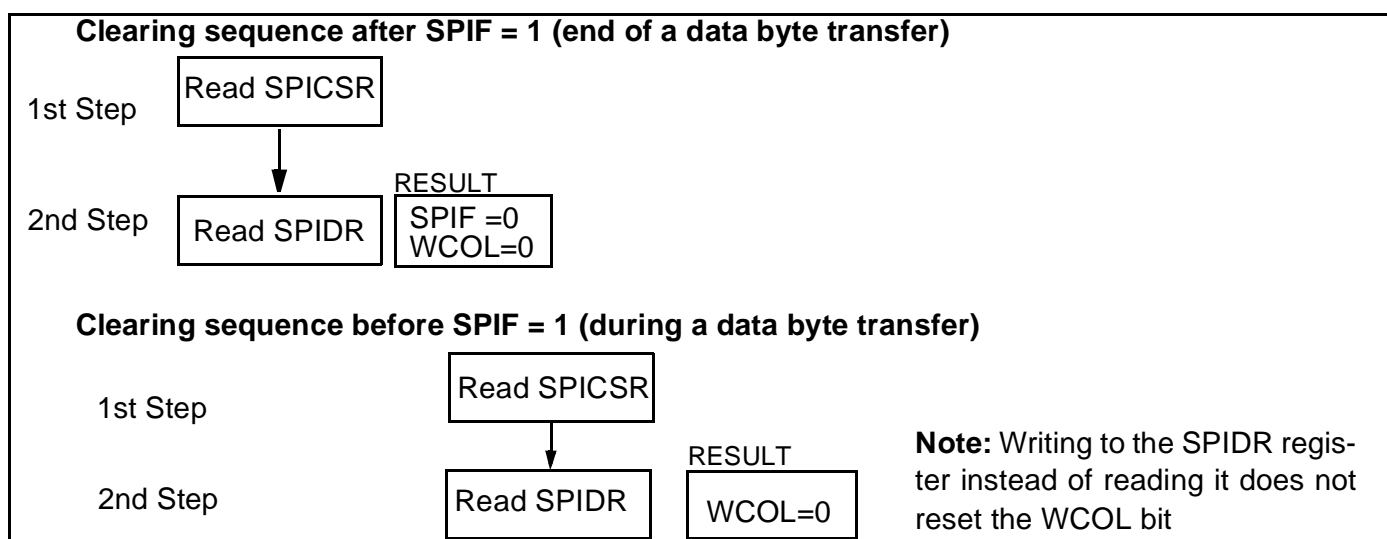 Clearing sequence after SPIF = 1 (end of a data byte transfer)
1st Step
Read SPICSR
RESULT
2nd Step
Read SPIDR
SPIF =0
WCOL=0
Clearing sequence before SPIF = 1 (during a data byte transfer)
1st Step
Read SPICSR
2nd Step
Read SPIDR
RESULT
WCOL=0
Note: Writing to the SPIDR regis-
ter instead of reading it does not
reset the WCOL bit